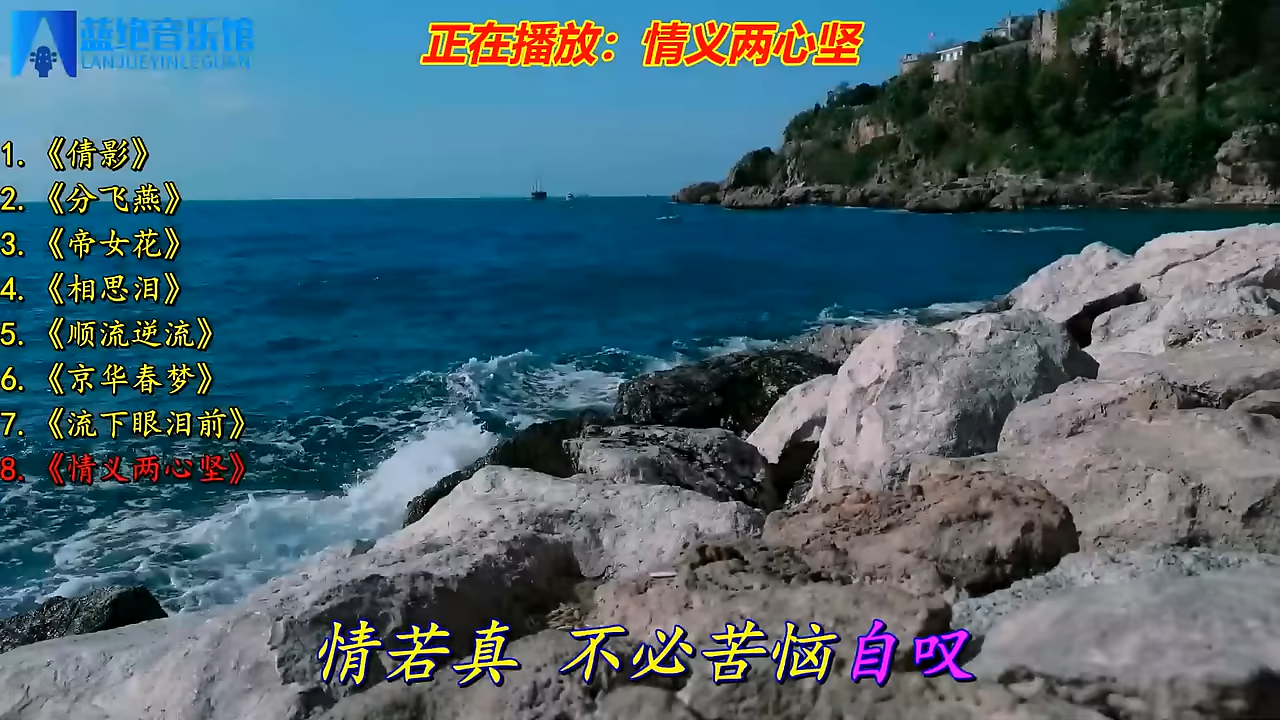 蓝绝音乐馆
LANJUEYINLEGUAN
正在播放：情义两心坚
1. 《倩影》
2. 《分飞燕》
3. 《帝女花》
4. 《相思泪》
5. 《顺流逆流》
6. 《京华春梦》
7. 《流下眼泪前》
8. 《情义两心坚》
情若真 不必苦恼自叹